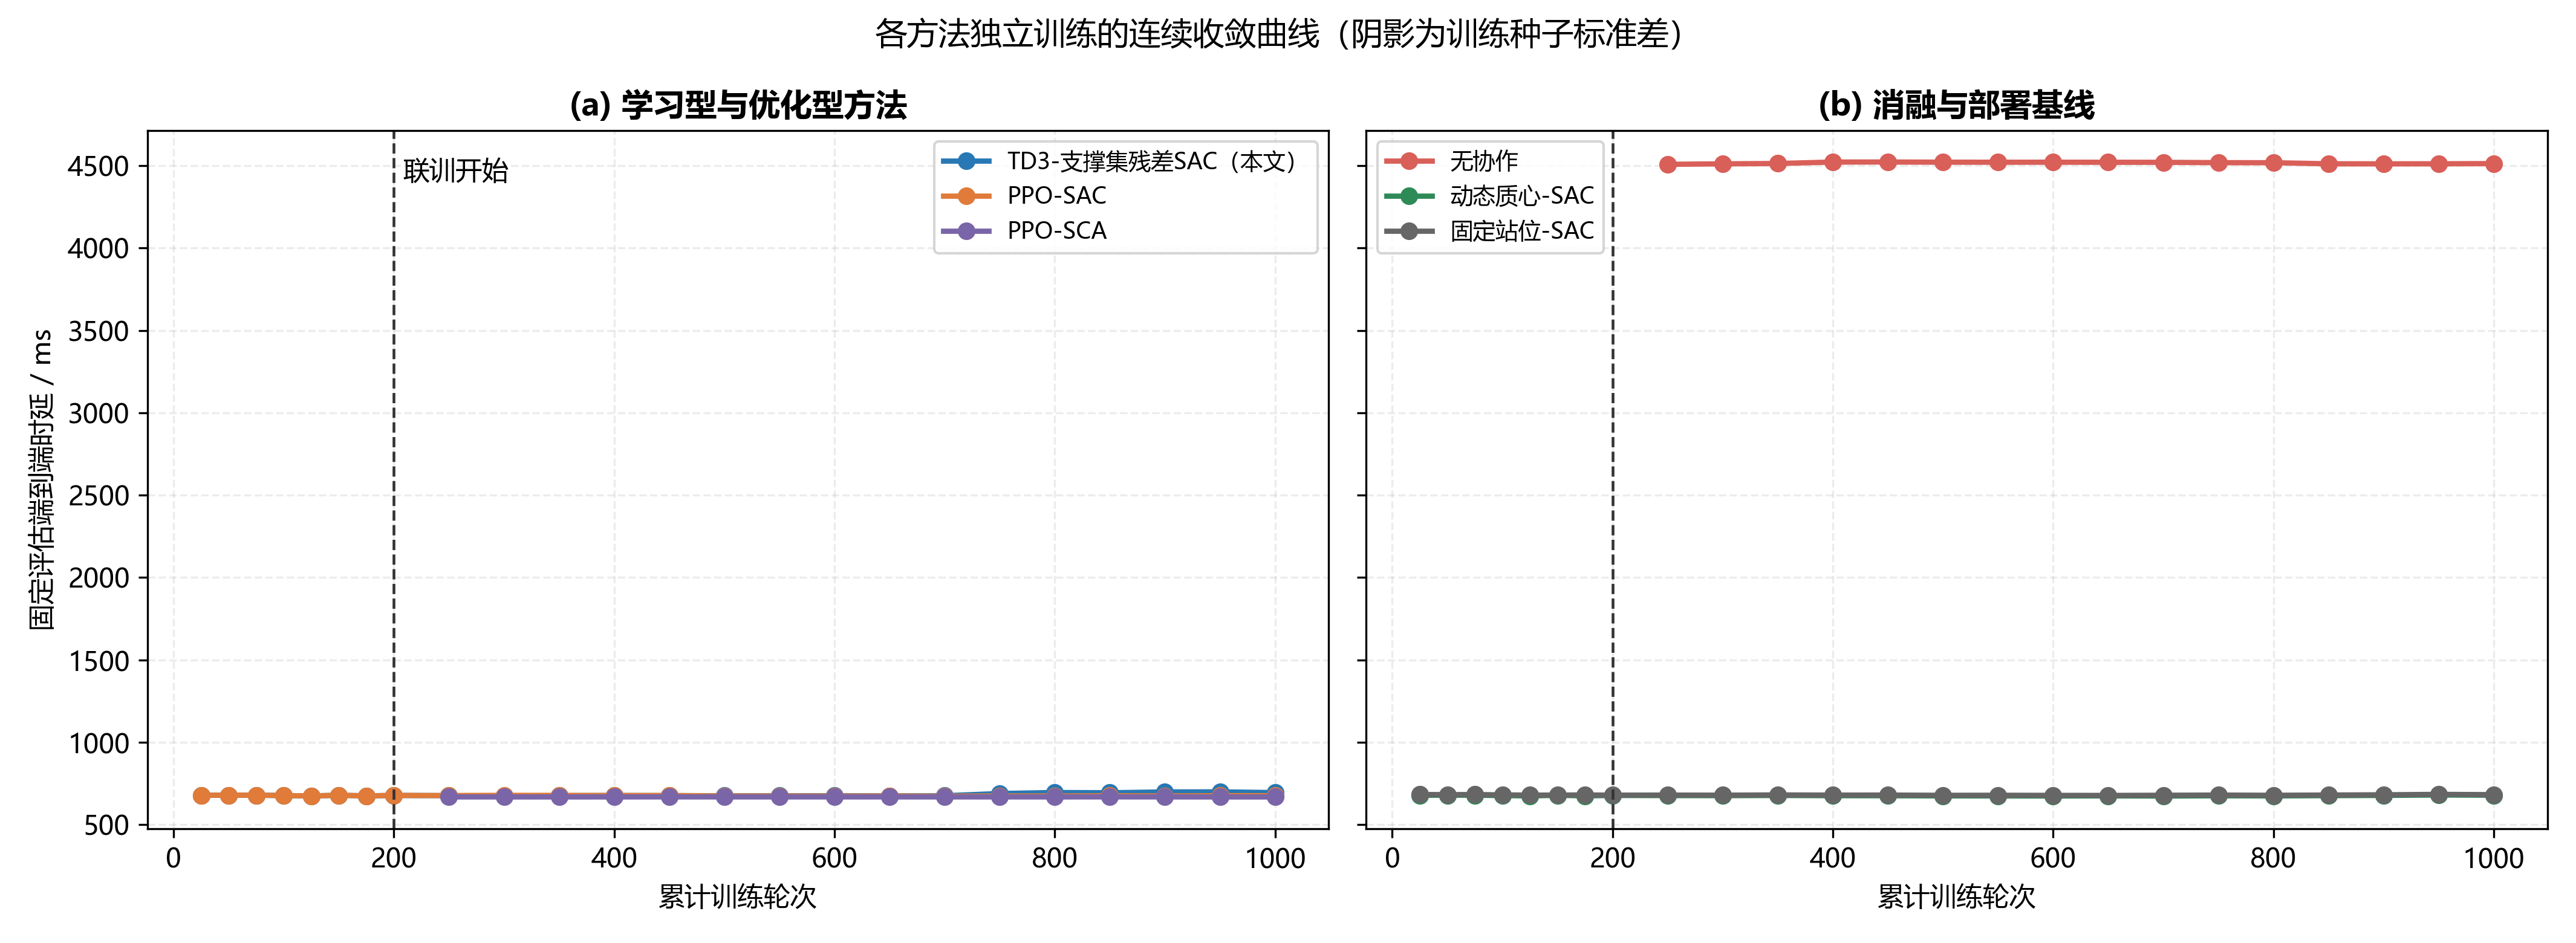 各方法独立训练的连续收敛曲线（阴影为训练种子标准差）
(a) 学习型与优化型方法
固定评估端到端时延 / ms
4500
4000
3500
3000
2500
2000
1500
1000
500
联训开始
TD3-支撑集残差SAC（本文）
PPO-SAC
PPO-SCA
0
200
400
600
800
1000
累计训练轮次
(b) 消融与部署基线
无协作
动态质心-SAC
固定站位-SAC
0
200
400
600
800
1000
累计训练轮次